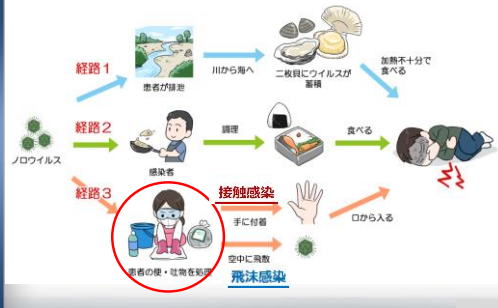 経路1
患者が排泄
川から海へ
二枚貝にウイルスが
蓄積
加熱不十分で
食べる
ノロウイルス
経路2
感染者
調理
食べる
経路3
患者の便・吐物を処理
接触感染
手に付着
口から入る
空中に飛散
飛沫感染